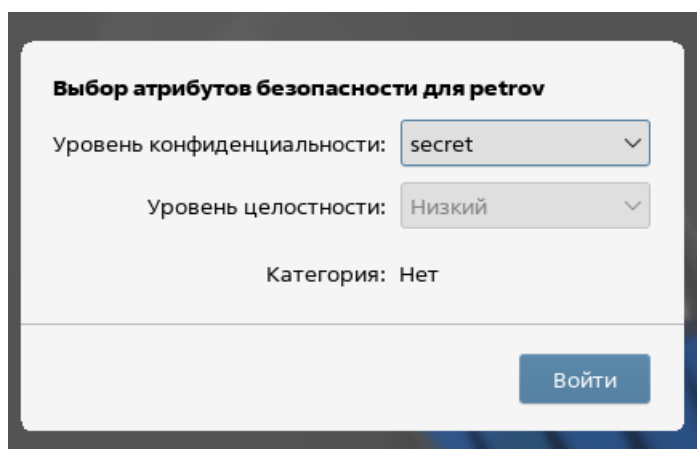 Выбор атрибутов безопасности для petrov
Уровень конфиденциальности: secret
Уровень целостности: Низкий
Категория: Нет
Войти